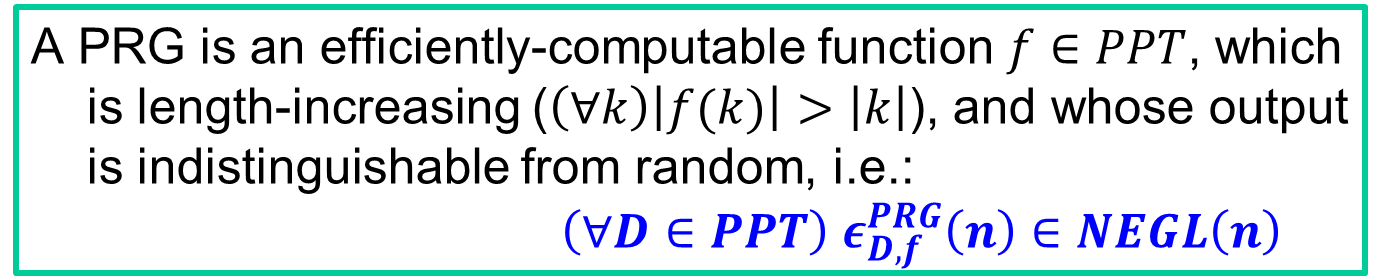 A PRG is an efficiently-computable function 𝑓 ∈ 𝑃𝑃𝑇, which
is length-increasing ((∀𝑘)|𝑓(𝑘)| > |𝑘|), and whose output
is indistinguishable from random, i.e.:
(∀𝑫 ∈ 𝑷𝑷𝑻) 𝝐^{𝑷𝑹𝑮}_{𝑫,𝒇}(𝒏) ∈ 𝑵𝑬𝑮𝑳(𝒏)